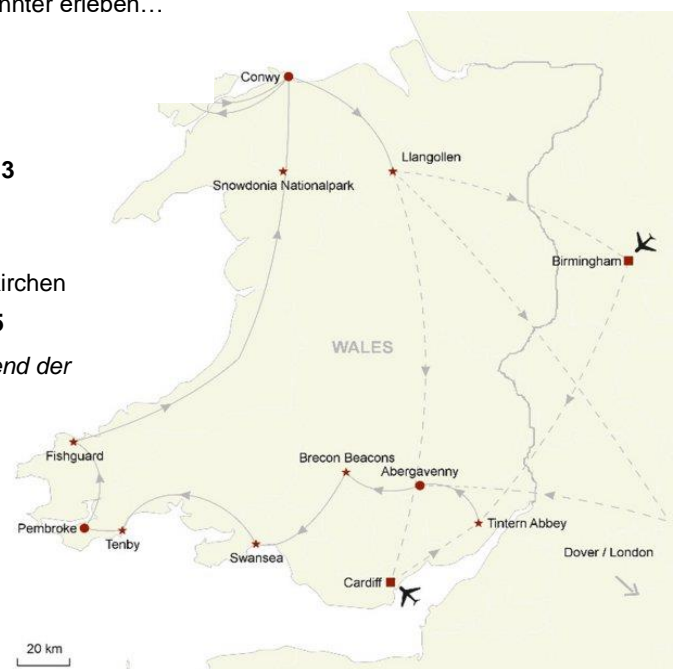 nnter erleben…
Conwy
3
Llangollen
Snowdonia Nationalpark
Birmingham
irchen
5
WALES
end der
Brecon Beacons
Fishguard
Abergavenny
Pembroke
Tintern Abbey
Tenby
Swansea
Dover / London
Cardiff
20 km